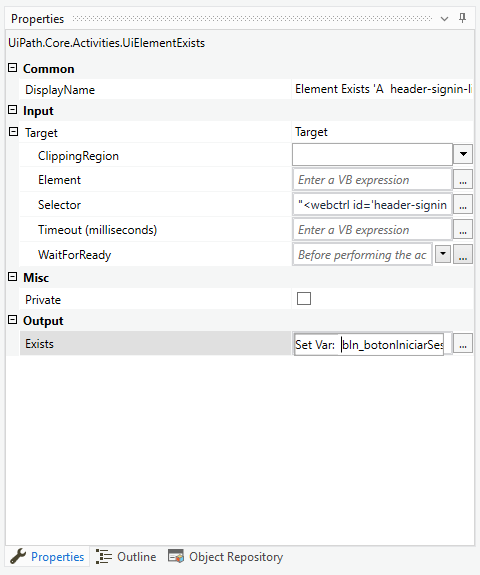 Properties
UiPath.Core.Activities.UiElementExists
Common
DisplayName Element Exists 'A header-signin-li
Input
Target Target
ClippingRegion
Element Enter a VB expression ...
Selector "<webctrl id='header-signin ...
Timeout (milliseconds) Enter a VB expression ...
WaitForReady Before performing the ac ...
Misc
Private
Output
Exists Set Var: bln_botonIniciarSes ...
Properties Outline Object Repository